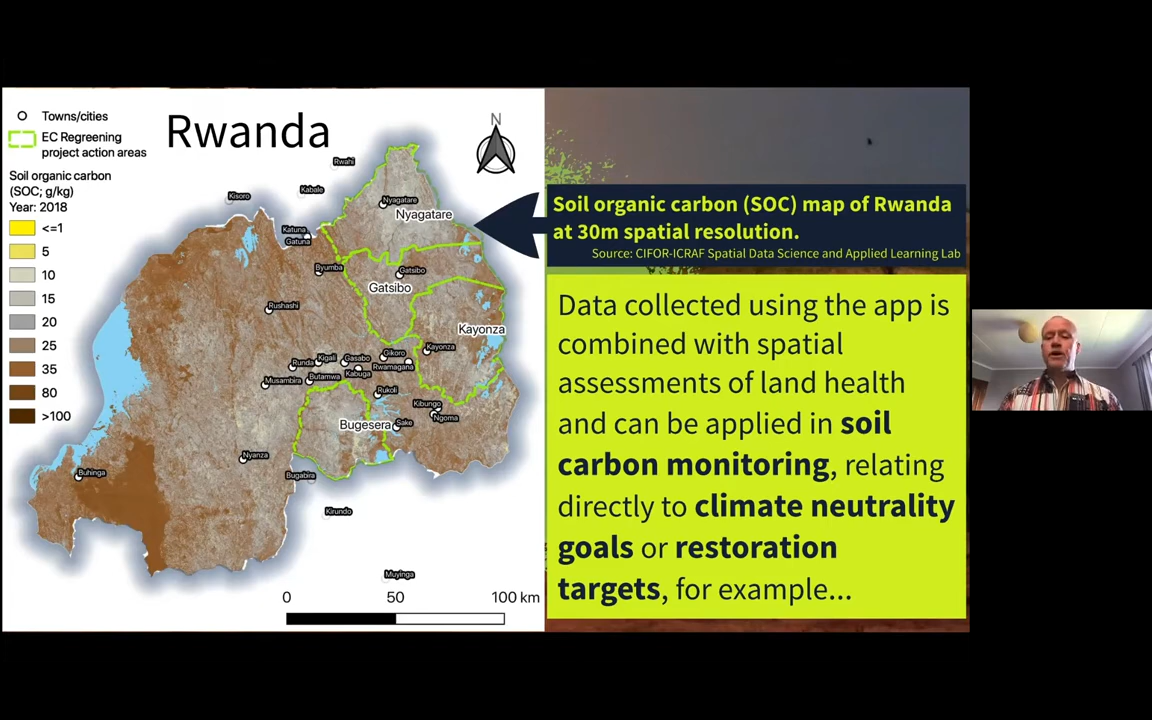 Rwanda
N
Towns/cities
EC Regreening
project action areas
Soil organic carbon
(SOC; g/kg)
Year: 2018
<=1
5
10
15
20
25
35
80
>100
Rwahi
Kabale
Kisoro
Nyagatare
Nyagatare
Katuna
Gatuna
Byumba
Gatsibo
Gatsibo
Rushashi
Kayonza
Kayonza
Gikoro
Kigali
Gasabo
Runda
Rwamagana
Kabuga
Butamwa
Musambira
Rukoli
Kibungo
Ngoma
Bugesera
Sake
Nyanza
Buhinga
Bugabira
Kirundo
Muyinga
0 50 100 km
Soil organic carbon (SOC) map of Rwanda
at 30m spatial resolution.
Source: CIFOR-ICRAF Spatial Data Science and Applied Learning Lab
Data collected using the app is
combined with spatial
assessments of land health
and can be applied in soil
carbon monitoring, relating
directly to climate neutrality
goals or restoration
targets, for example...